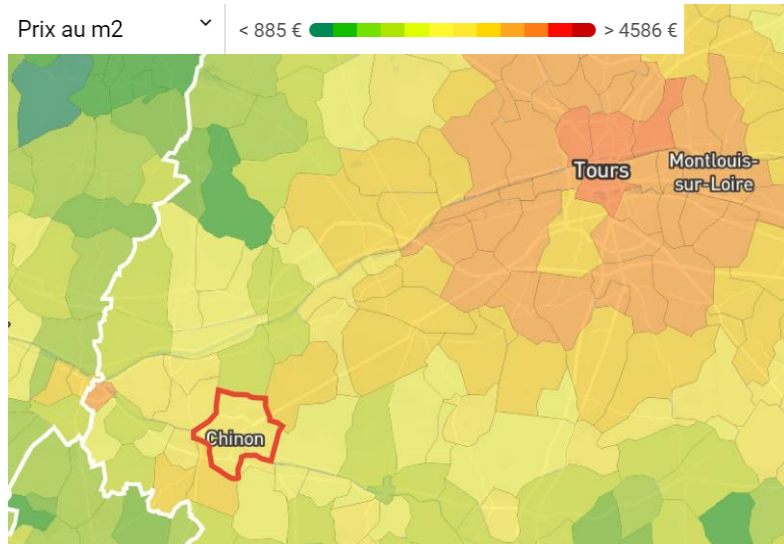 Prix au m2
< 885 € > 4586 €
Tours
Montlouis-
sur-Loire
Chinon